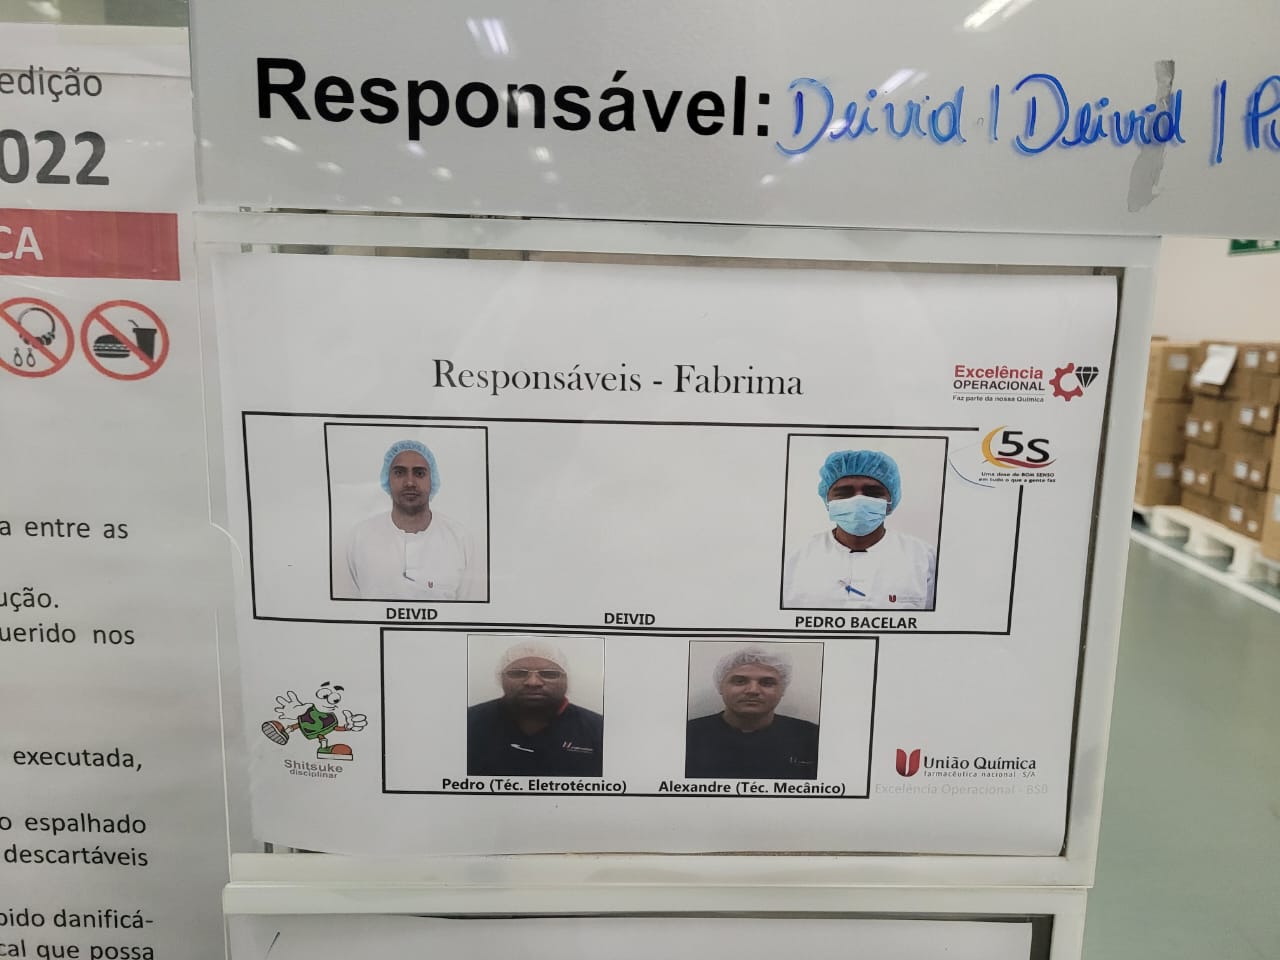 edição
022
CA
a entre as
ução.
uerido nos
executada,
o espalhado
descartáveis
bido danificá-
cal que possa
Responsável: Deivid / Deivid /
Responsáveis - Fabrima
Excelência
OPERACIONAL
Faz parte da nossa Química
5S
Uma dose de BOM SENSO
em tudo o que a gente faz
DEIVID
DEIVID
PEDRO BACELAR
Pedro (Téc. Eletrotécnico)
Alexandre (Téc. Mecânico)
Shitsuke
disciplinar
União Química
farmacêutica nacional S/A
Excelência Operacional - BSB